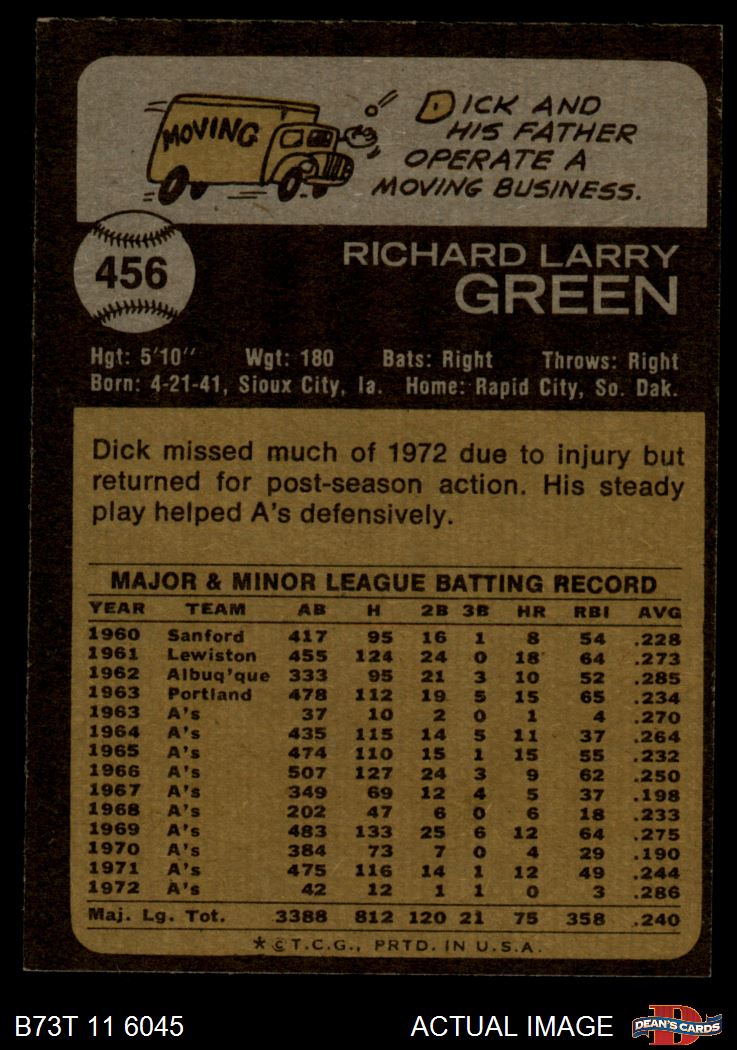 MOVING
DICK AND
HIS FATHER
OPERATE A
MOVING BUSINESS.
456
RICHARD LARRY
GREEN
Hgt: 5'10" Wgt: 180 Bats: Right Throws: Right
Born: 4-21-41, Sioux City, Ia. Home: Rapid City, So. Dak.
Dick missed much of 1972 due to injury but
returned for post-season action. His steady
play helped A's defensively.
MAJOR & MINOR LEAGUE BATTING RECORD
YEAR TEAM AB H 2B 3B HR RBI AVG
1960 Sanford 417 95 16 1 8 54 .228
1961 Lewiston 455 124 24 0 18 64 .273
1962 Albuq'que 333 95 21 3 10 52 .285
1963 Portland 478 112 19 5 15 65 .234
1963 A's 37 10 2 0 1 4 .270
1964 A's 435 115 14 5 11 37 .264
1965 A's 474 110 15 1 15 55 .232
1966 A's 507 127 24 3 9 62 .250
1967 A's 349 69 12 4 5 37 .198
1968 A's 202 47 6 0 6 18 .233
1969 A's 483 133 25 6 12 64 .275
1970 A's 384 73 7 0 4 29 .190
1971 A's 475 116 14 1 12 49 .244
1972 A's 42 12 1 1 0 3 .286
Maj. Lg. Tot. 3388 812 120 21 75 358 .240
* © T.C.G., PRTD. IN U.S.A.
B73T 11 6045 ACTUAL IMAGE DEAN'S CARDS